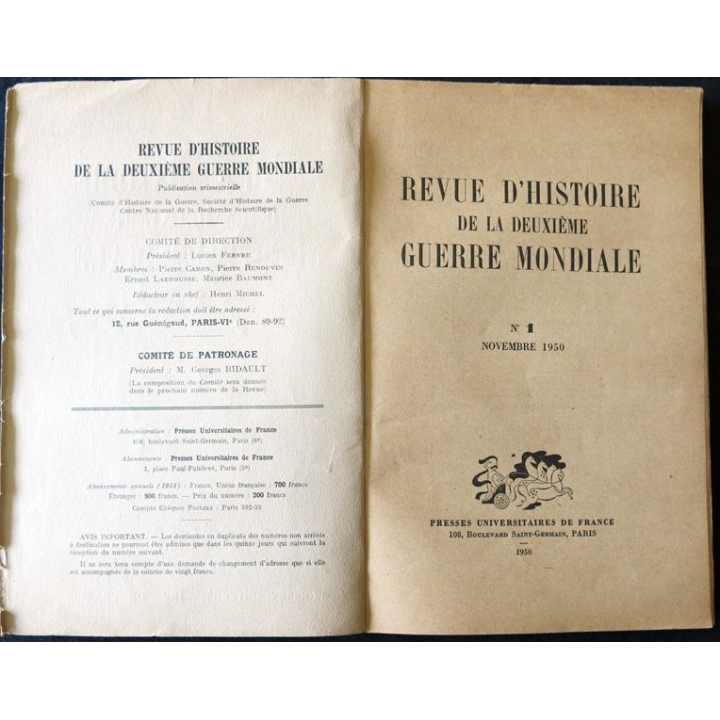 REVUE D'HISTOIRE
DE LA DEUXIÈME GUERRE MONDIALE
Publication trimestrielle
(Comité d'Histoire de la Guerre, Société d'Histoire de la Guerre
Centre National de la Recherche Scientifique)
COMITÉ DE DIRECTION
Président : Lucien FEBVRE
Membres : Pierre CARON, Pierre RENOUVIN
Ernest LABROUSSE, Maurice BAUMONT
Rédacteur en chef : Henri MICHEL
Tout ce qui concerne la rédaction doit être adressé :
12, rue Guénégaud, PARIS-VIe (Dan. 89-92)
COMITÉ DE PATRONAGE
Président : M. Georges BIDAULT
(La composition du Comité sera donnée
dans le prochain numéro de la Revue)
Administration : Presses Universitaires de France
108, boulevard Saint-Germain, Paris (6e)
Abonnements : Presses Universitaires de France
1, place Paul-Painlevé, Paris (5e)
Abonnements annuels (1951) : France, Union française : 700 francs
Étranger : 800 francs. — Prix du numéro : 200 francs
Compte Chèques Postaux : Paris 392-33
AVIS IMPORTANT. — Les demandes en duplicata des numéros non arrivés
à destination ne pourront être admises que dans les quinze jours qui suivront la
réception du numéro suivant.
Il ne sera tenu compte d'une demande de changement d'adresse que si elle
est accompagnée de la somme de vingt francs.
REVUE D'HISTOIRE
DE LA DEUXIÈME
GUERRE MONDIALE
N° 1
NOVEMBRE 1950
PRESSES UNIVERSITAIRES DE FRANCE
108, BOULEVARD SAINT-GERMAIN, PARIS
1950